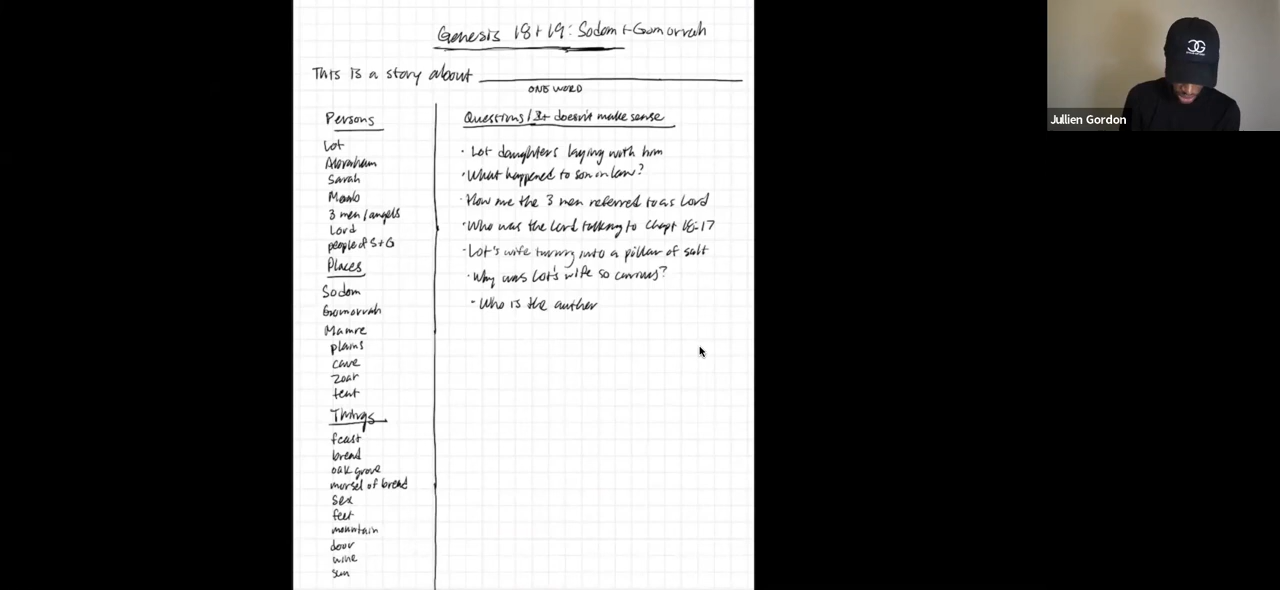 Genesis 18+19: Sodom + Gomorrah
This is a story about
ONE WORD
Persons
Lot
Abraham
Sarah
Moab
3 men/angels
Lord
people of S+G
Places
Sodom
Gomorrah
Mamre
plains
cave
Zoar
tent
Things
feast
bread
oak grove
morsel of bread
sex
feet
mountain
door
wine
sun
Questions/ doesn't make sense
· Lot daughters laying with him
· What happened to son in law?
· How are the 3 men referred to as Lord
· Who was the Lord talking to Chapt 18:17
- Lot's wife turning into a pillar of salt
· Why was Lot's wife so curious?
- Who is the auther
Jullien Gordon